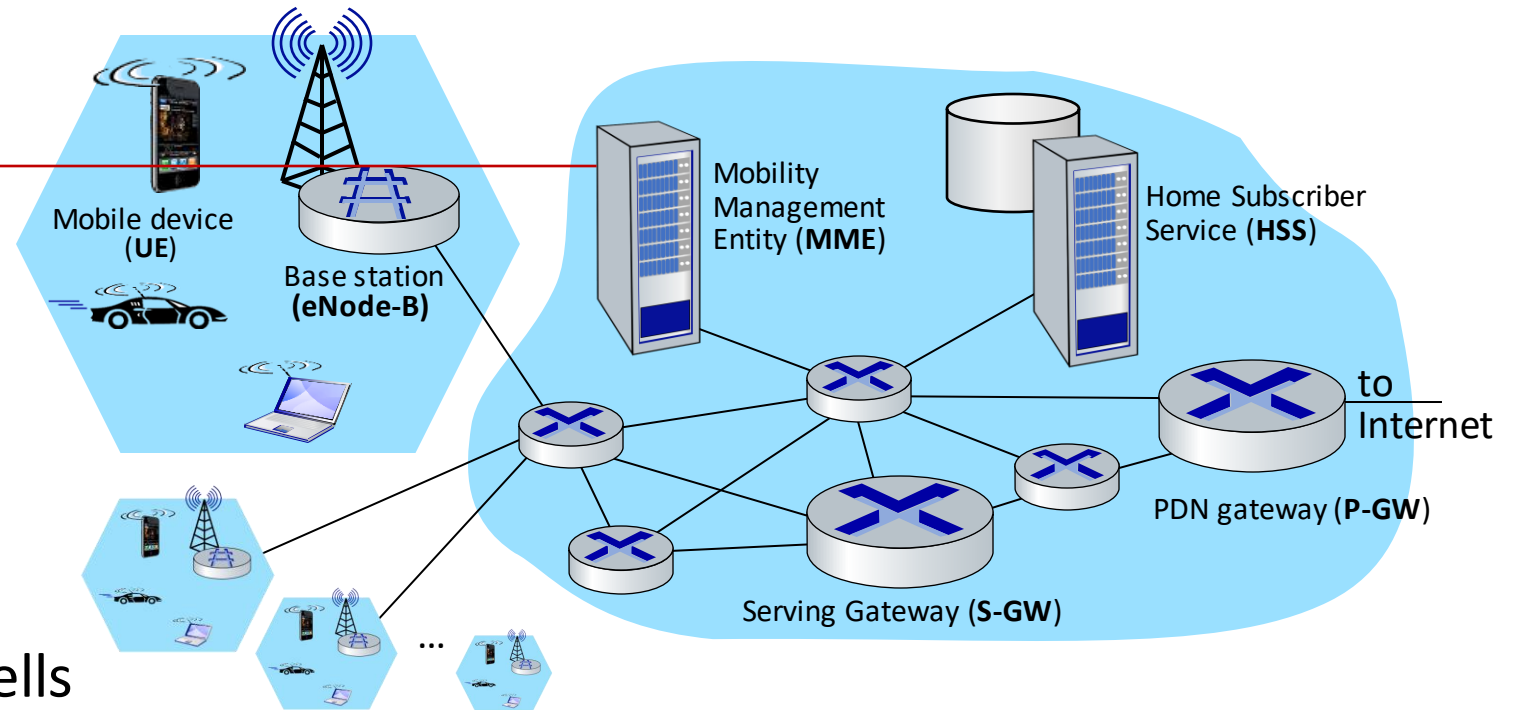 Mobile device
(UE)
Base station
(eNode-B)
Mobility
Management
Entity (MME)
Home Subscriber
Service (HSS)
to
Internet
PDN gateway (P-GW)
Serving Gateway (S-GW)
...
ells